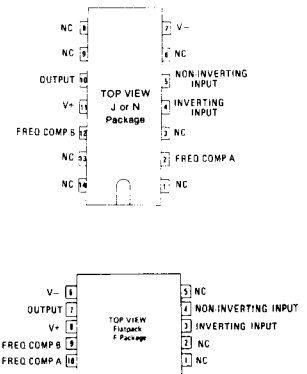 NC 8 7 V-
NC 9 6 NC
OUTPUT 10 5 NON-INVERTING INPUT
TOP VIEW
J or N
Package
V+ 11 4 INVERTING INPUT
FREQ COMP B 12 3 NC
NC 13 2 FREQ COMP A
NC 14 1 NC
V- 6 5 NC
OUTPUT 7 4 NON-INVERTING INPUT
TOP VIEW
Flatpack
F Package
V+ 8 3 INVERTING INPUT
FREQ COMP B 9 2 NC
FREQ COMP A 10 1 NC